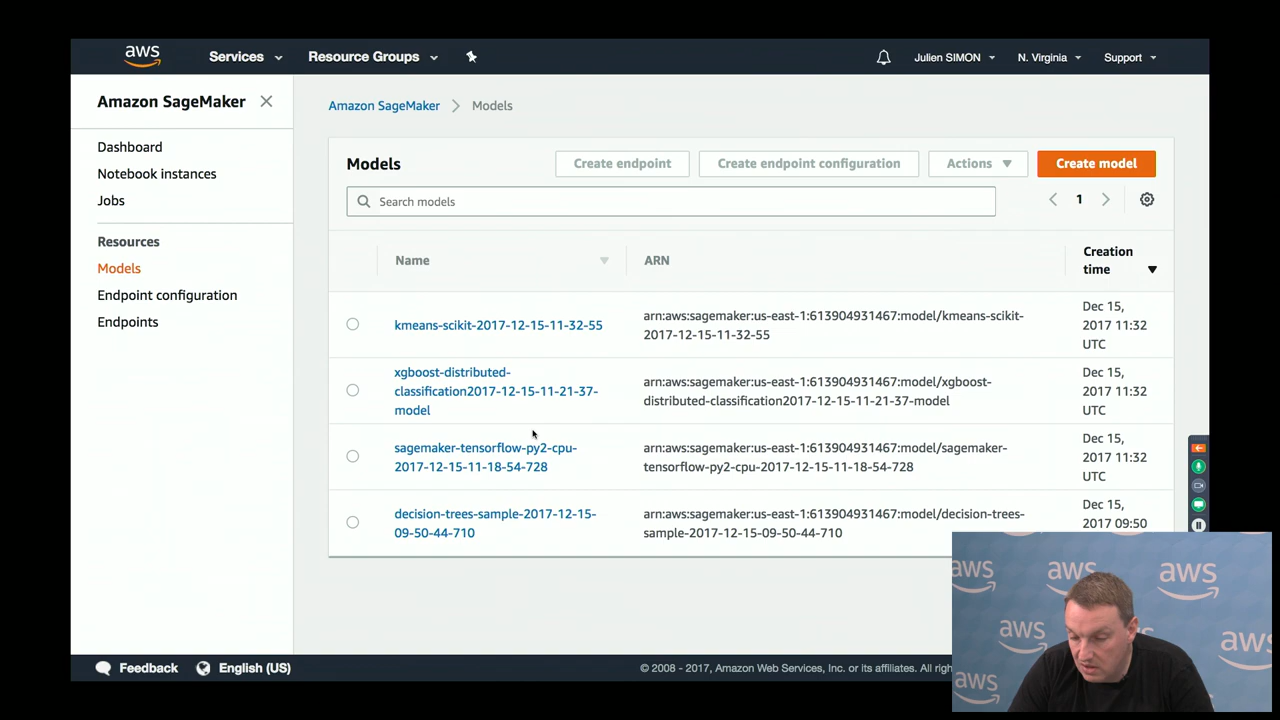 aws
Services
Resource Groups
Julien SIMON
N. Virginia
Support
Amazon SageMaker
Dashboard
Notebook instances
Jobs
Resources
Models
Endpoint configuration
Endpoints
Amazon SageMaker
Models
Models
Create endpoint
Create endpoint configuration
Actions
Create model
Search models
1
Name
ARN
Creation
time
kmeans-scikit-2017-12-15-11-32-55
arn:aws:sagemaker:us-east-1:613904931467:model/kmeans-scikit-
2017-12-15-11-32-55
Dec 15,
2017 11:32
UTC
xgboost-distributed-
classification2017-12-15-11-21-37-
model
arn:aws:sagemaker:us-east-1:613904931467:model/xgboost-
distributed-classification2017-12-15-11-21-37-model
Dec 15,
2017 11:32
UTC
sagemaker-tensorflow-py2-cpu-
2017-12-15-11-18-54-728
arn:aws:sagemaker:us-east-1:613904931467:model/sagemaker-
tensorflow-py2-cpu-2017-12-15-11-18-54-728
Dec 15,
2017 11:32
UTC
decision-trees-sample-2017-12-15-
09-50-44-710
arn:aws:sagemaker:us-east-1:613904931467:model/decision-trees-
sample-2017-12-15-09-50-44-710
Dec 15,
2017 09:50
Feedback
English (US)
© 2008 - 2017, Amazon Web Services, Inc. or its affiliates. All
aws
aws
aws
aws
aws
aws